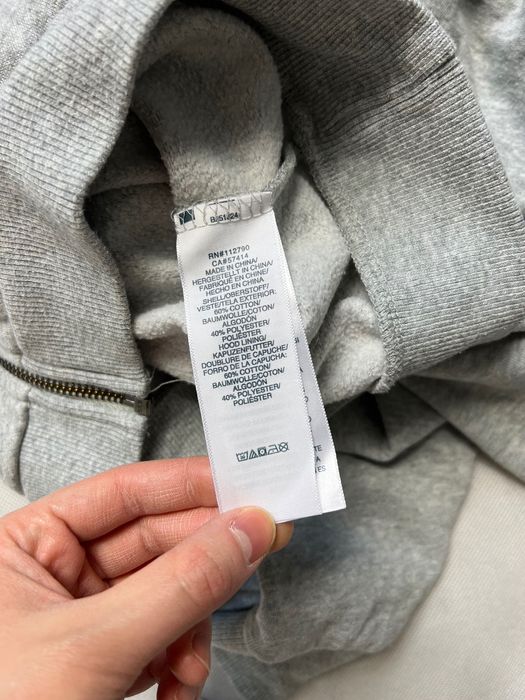 RN#112790
CA#57414
MADE IN CHINA/
HERGESTELLT IN CHINA/
FABRIQUÉ EN CHINE/
HECHO EN CHINA
SHELL/OBERSTOFF/
VESTE/TELA EXTERIOR:
60% COTTON/
BAUMWOLLE/COTON/
ALGODÓN
40% POLYESTER/
POLIÉSTER
HOOD LINING/
KAPUZENFUTTER/
DOUBLURE DE CAPUCHE/
FORRO DE LA CAPUCHA:
60% COTTON/
BAUMWOLLE/COTON/
ALGODÓN
40% POLYESTER/
POLIÉSTER